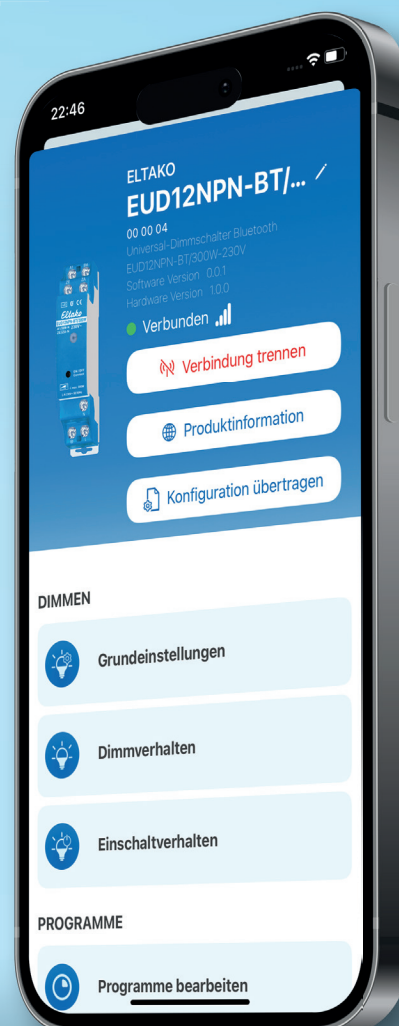 22:46
ELTAKO
EUD12NPN-BT/...
00 00 04
Universal-Dimmschalter Bluetooth
EUD12NPN-BT/300W-230V
Software Version 0.0.1
Hardware Version 1.0.0
Verbunden
Verbindung trennen
Produktinformation
Konfiguration übertragen
Eltako
DIMMEN
Grundeinstellungen
Dimmverhalten
Einschaltverhalten
PROGRAMME
Programme bearbeiten